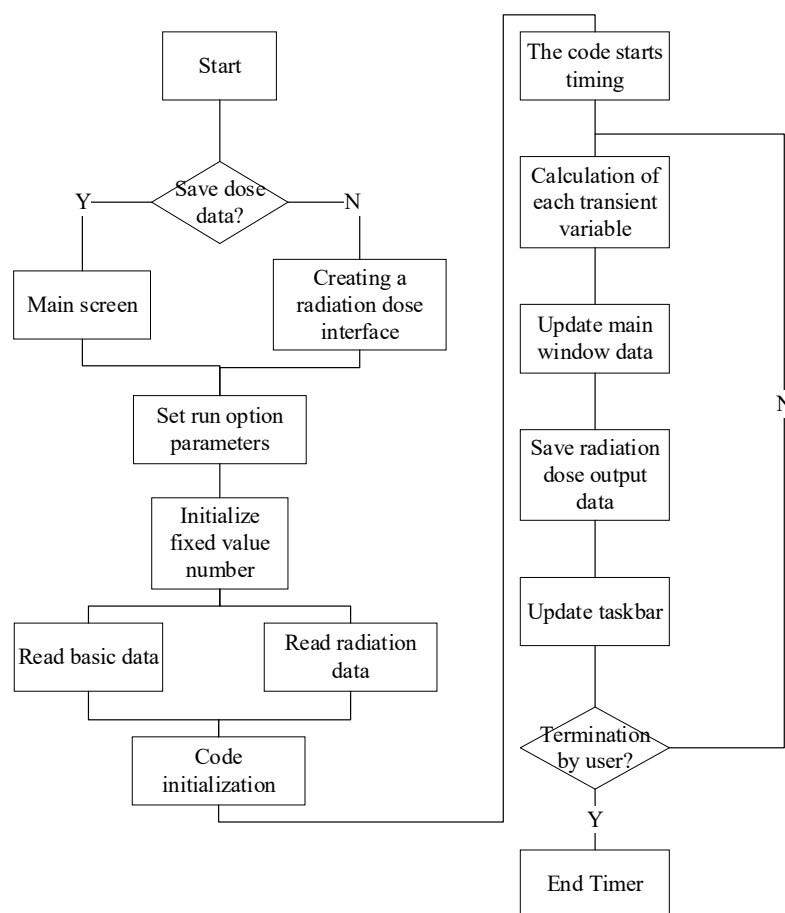 Start
Save dose
data?
Y
N
Main screen
Creating a
radiation dose
interface
Set run option
parameters
Initialize
fixed value
number
Read basic data
Read radiation
data
Code
initialization
The code starts
timing
Calculation of
each transient
variable
Update main
window data
Save radiation
dose output
data
Update taskbar
Termination
by user?
N
Y
End Timer